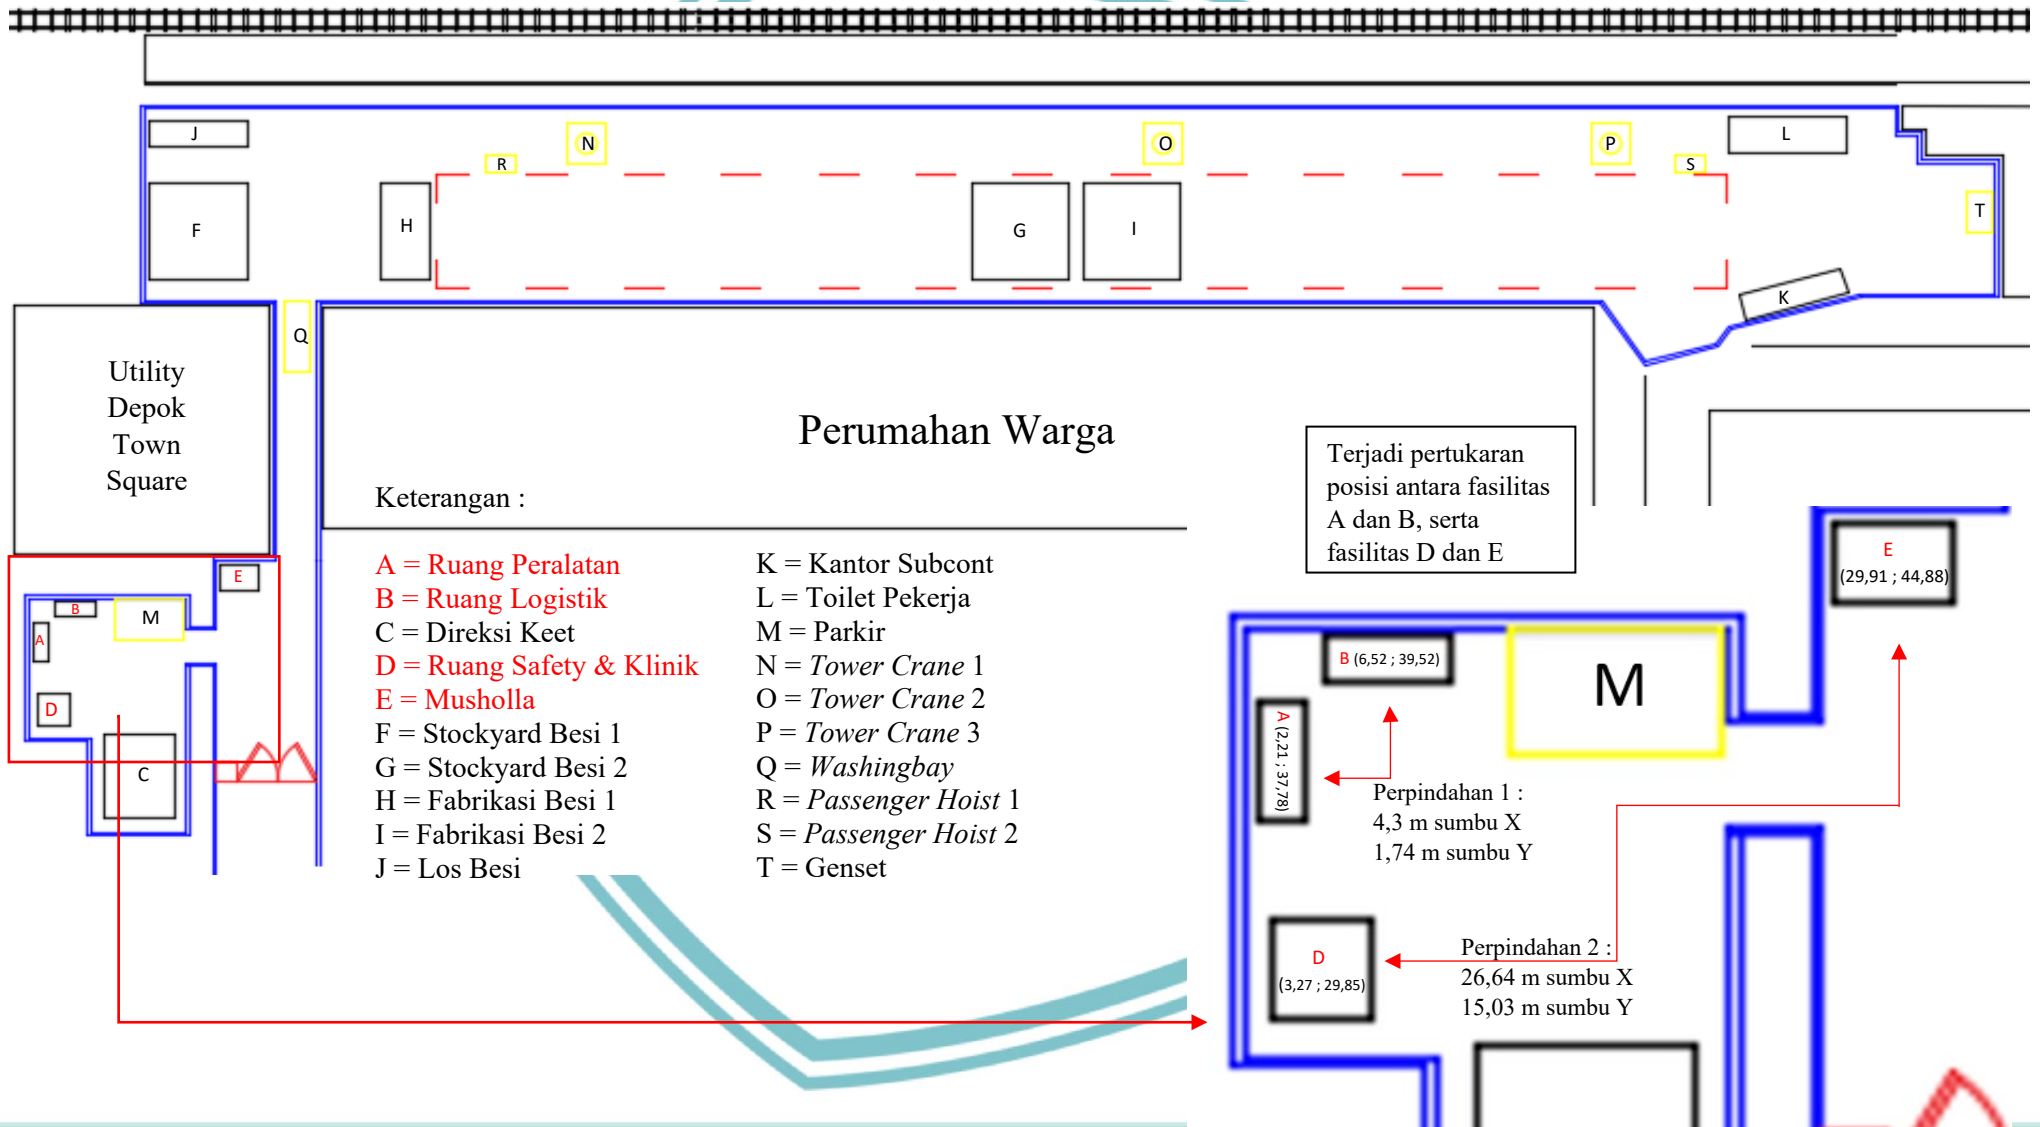 J
N
O
P
L
R
S
F
H
G
I
T
K
Q
Utility
Depok
Town
Square
Perumahan Warga
Keterangan :
A = Ruang Peralatan
B = Ruang Logistik
C = Direksi Keet
D = Ruang Safety & Klinik
E = Musholla
F = Stockyard Besi 1
G = Stockyard Besi 2
H = Fabrikasi Besi 1
I = Fabrikasi Besi 2
J = Los Besi
K = Kantor Subcont
L = Toilet Pekerja
M = Parkir
N = Tower Crane 1
O = Tower Crane 2
P = Tower Crane 3
Q = Washingbay
R = Passenger Hoist 1
S = Passenger Hoist 2
T = Genset
E
B
M
A
D
C
Terjadi pertukaran
posisi antara fasilitas
A dan B, serta
fasilitas D dan E
E
(29,91 ; 44,88)
B (6,52 ; 39,52)
M
A (2,21 ; 37,78)
Perpindahan 1 :
4,3 m sumbu X
1,74 m sumbu Y
D
(3,27 ; 29,85)
Perpindahan 2 :
26,64 m sumbu X
15,03 m sumbu Y